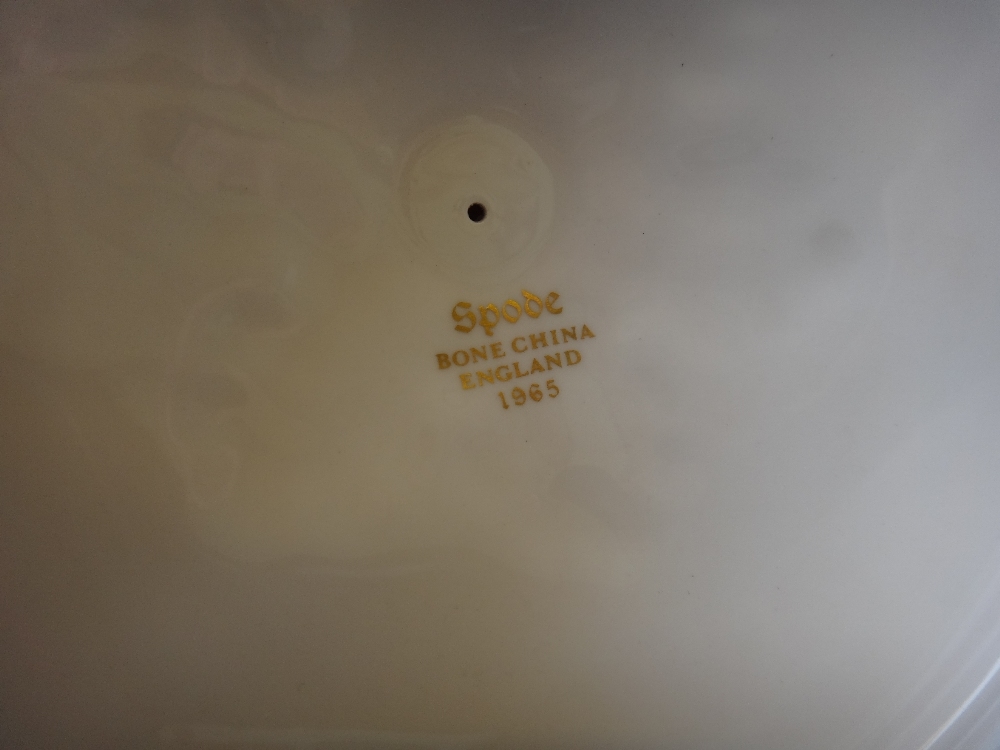 Spode
BONE CHINA
ENGLAND
1965